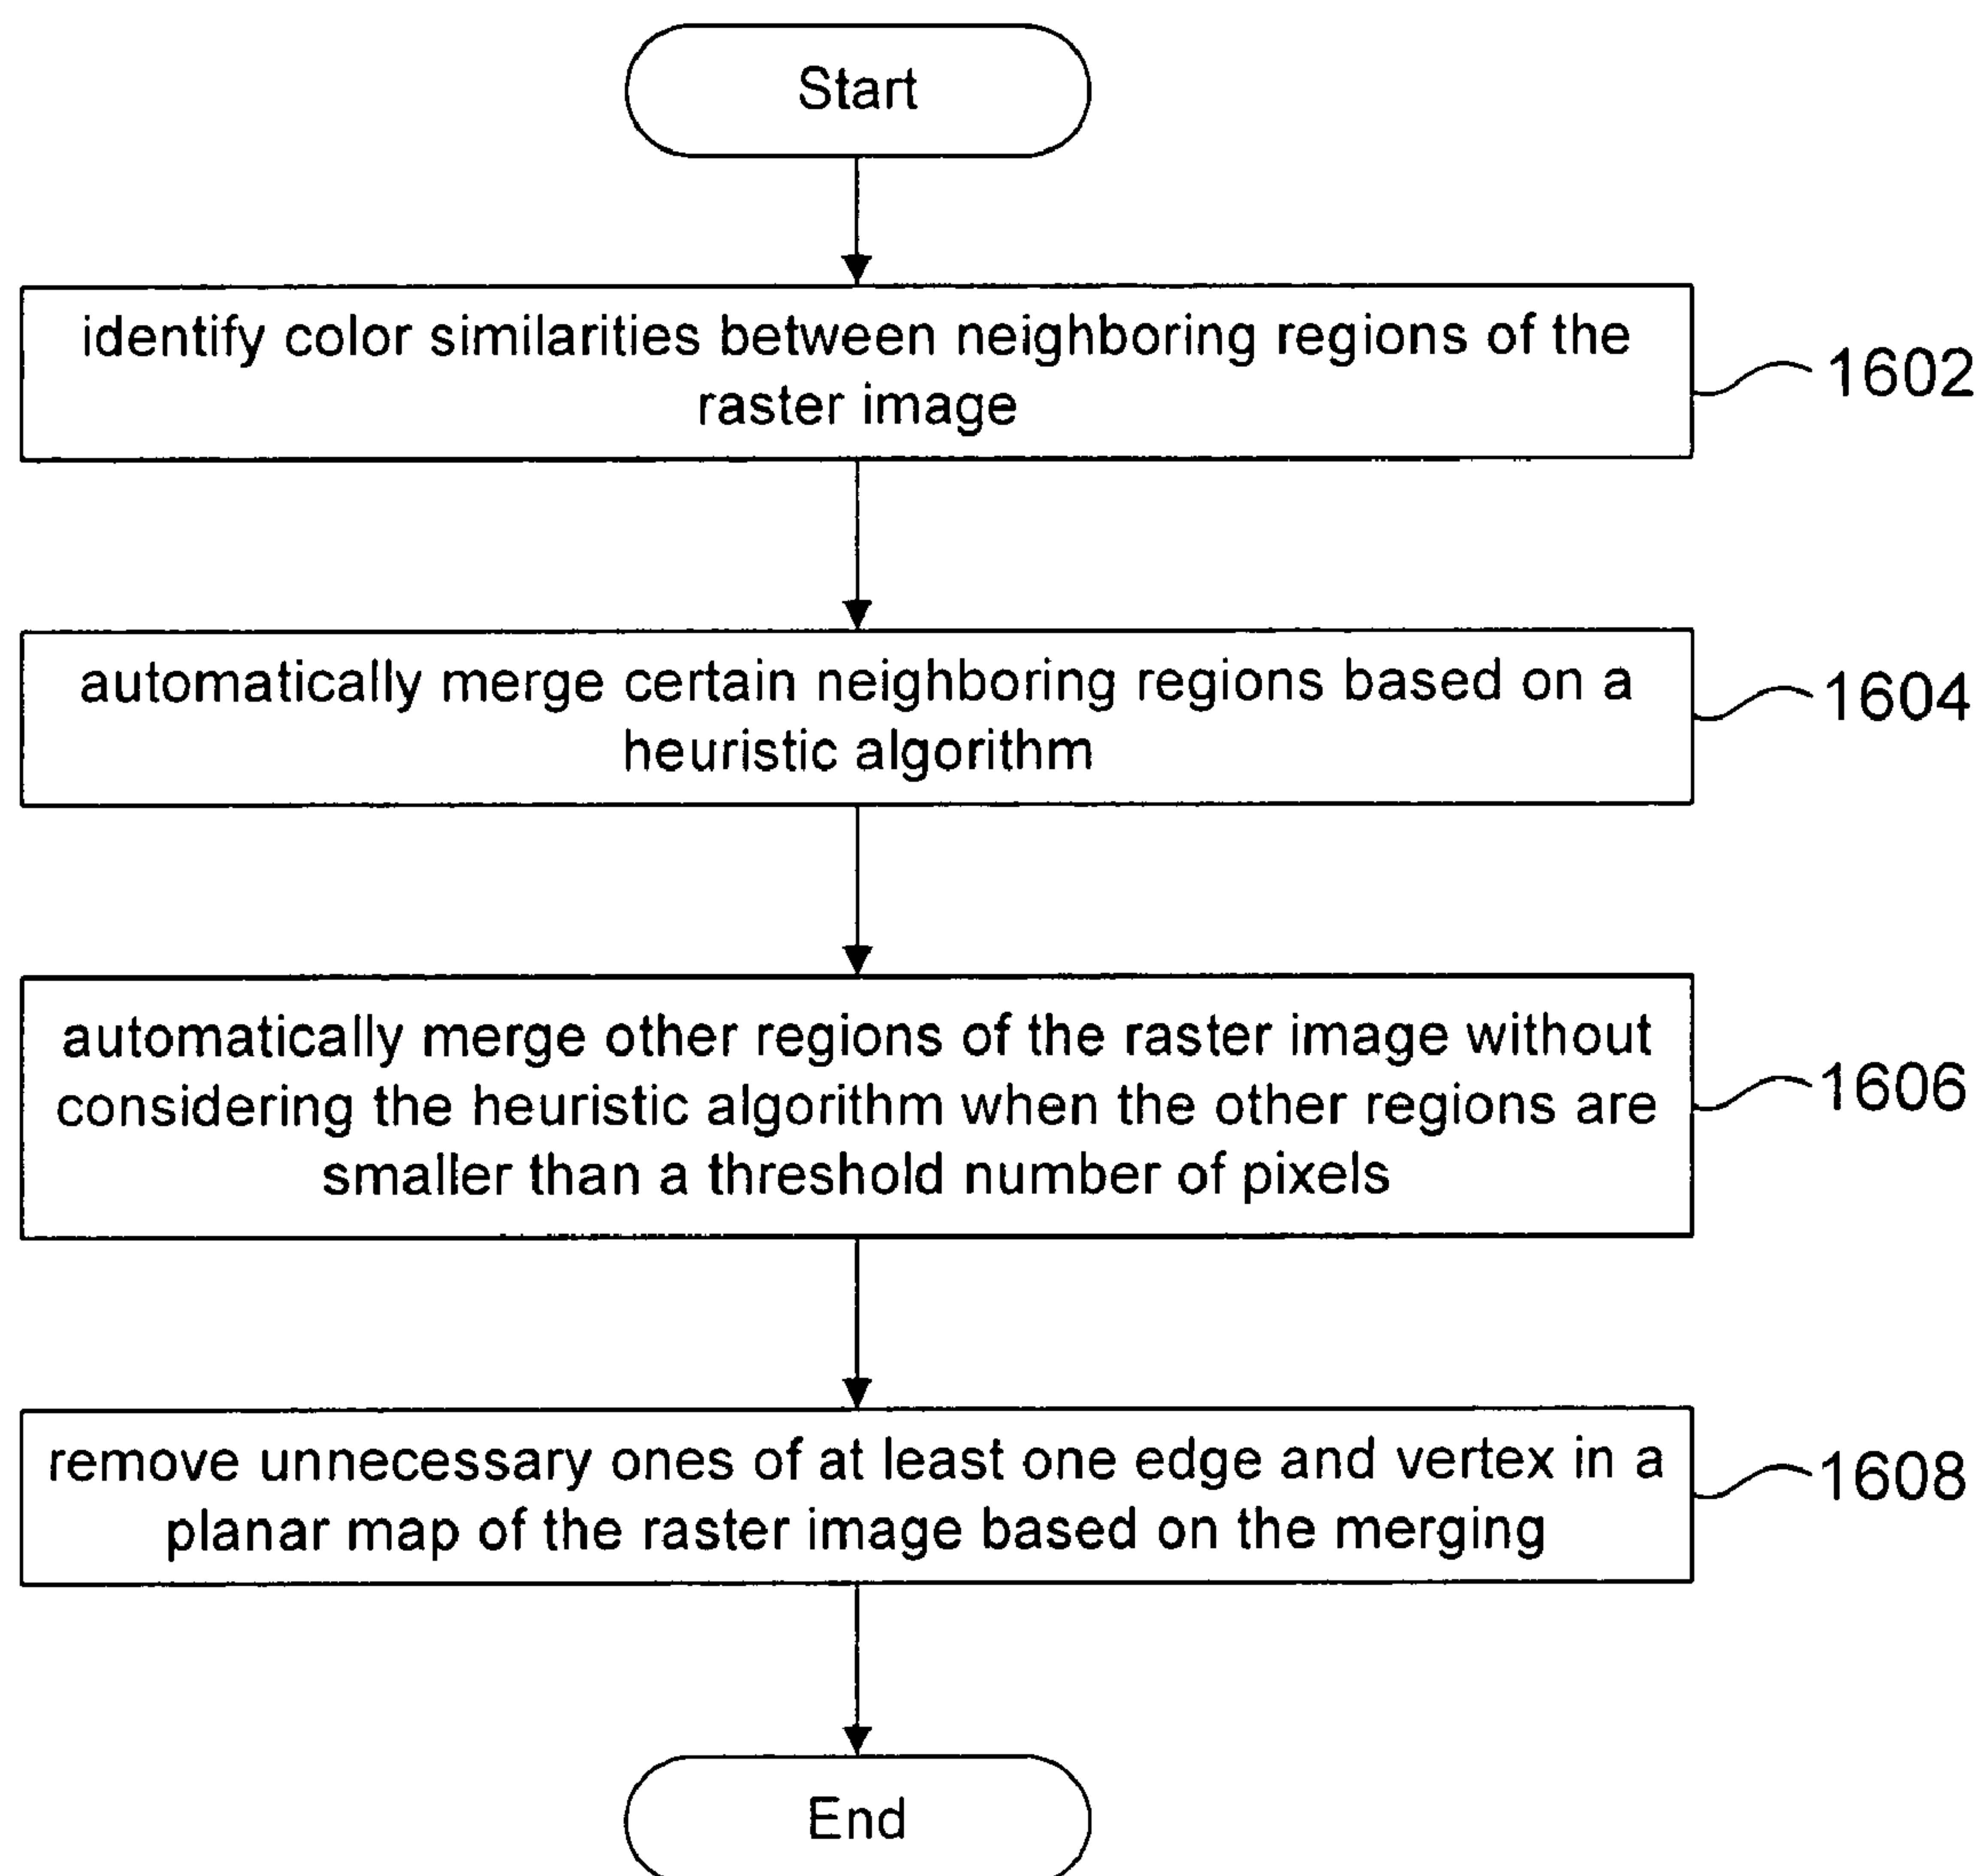 Start
identify color similarities between neighboring regions of the
raster image
1602
automatically merge certain neighboring regions based on a
heuristic algorithm
1604
automatically merge other regions of the raster image without
considering the heuristic algorithm when the other regions are
smaller than a threshold number of pixels
1606
remove unnecessary ones of at least one edge and vertex in a
planar map of the raster image based on the merging
1608
End